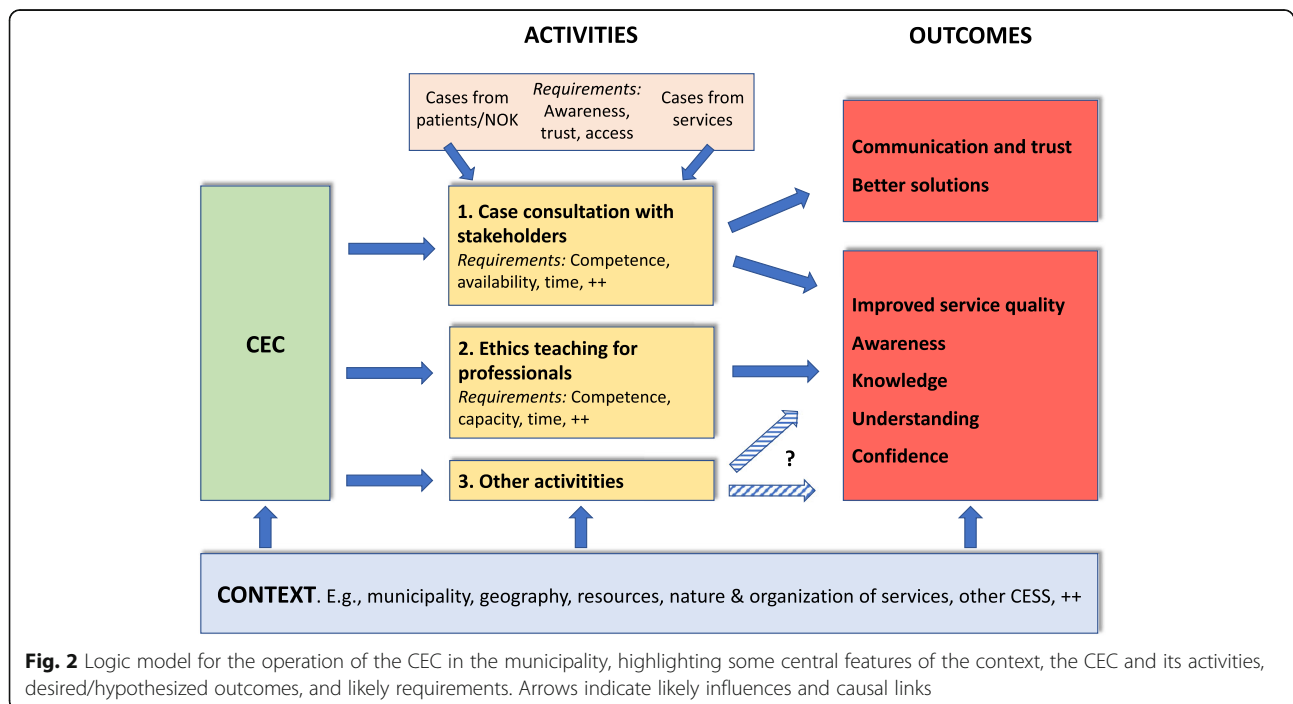 ACTIVITIES
OUTCOMES
Cases from
patients/NOK
Requirements:
Awareness,
trust, access
Cases from
services
CEC
1. Case consultation with
stakeholders
Requirements: Competence,
availability, time, ++
2. Ethics teaching for
professionals
Requirements: Competence,
capacity, time, ++
3. Other activitities
?
Communication and trust
Better solutions
Improved service quality
Awareness
Knowledge
Understanding
Confidence
CONTEXT. E.g., municipality, geography, resources, nature & organization of services, other CESS, ++
Fig. 2 Logic model for the operation of the CEC in the municipality, highlighting some central features of the context, the CEC and its activities,
desired/hypothesized outcomes, and likely requirements. Arrows indicate likely influences and causal links